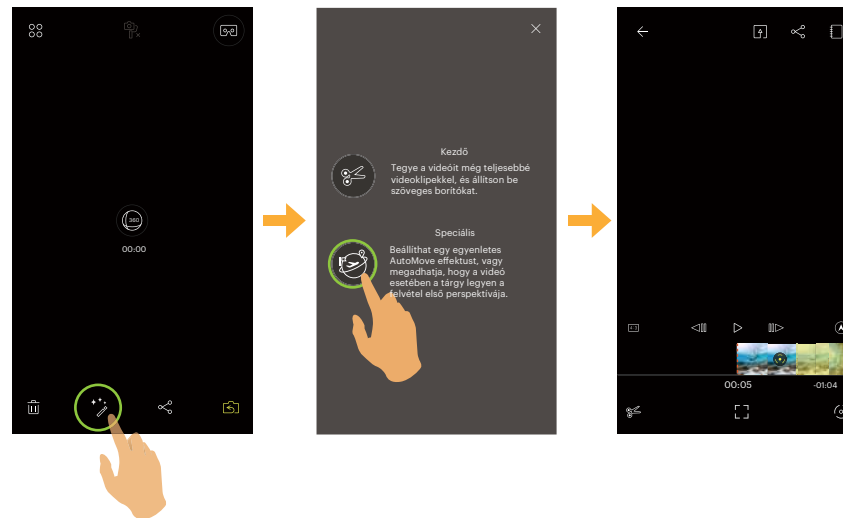 360
00:00
Kezdő
Tegye a videóit még teljesebbé
videoklipekkel, és állítson be
szöveges borítókat.
Speciális
Beállíthat egy egyenletes
AutoMove effektust, vagy
megadhatja, hogy a videó
esetében a tárgy legyen a
felvétel első perspektívája.
00:05
-01:04